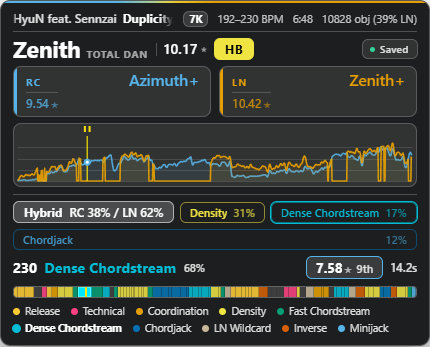 HyuN feat. Sennzai Duplicity 7K 192–230 BPM 6:48 10828 obj (39% LN)
Zenith TOTAL DAN 10.17 ★ HB Saved
RC Azimuth+ LN Zenith+
9.54 ★ 10.42 ★
Hybrid RC 38% / LN 62% Density 31% Dense Chordstream 17%
Chordjack 12%
230 Dense Chordstream 68% 7.58 ★ 9th 14.2s
Release Technical Coordination Density Fast Chordstream
Dense Chordstream Chordjack LN Wildcard Inverse Minijack